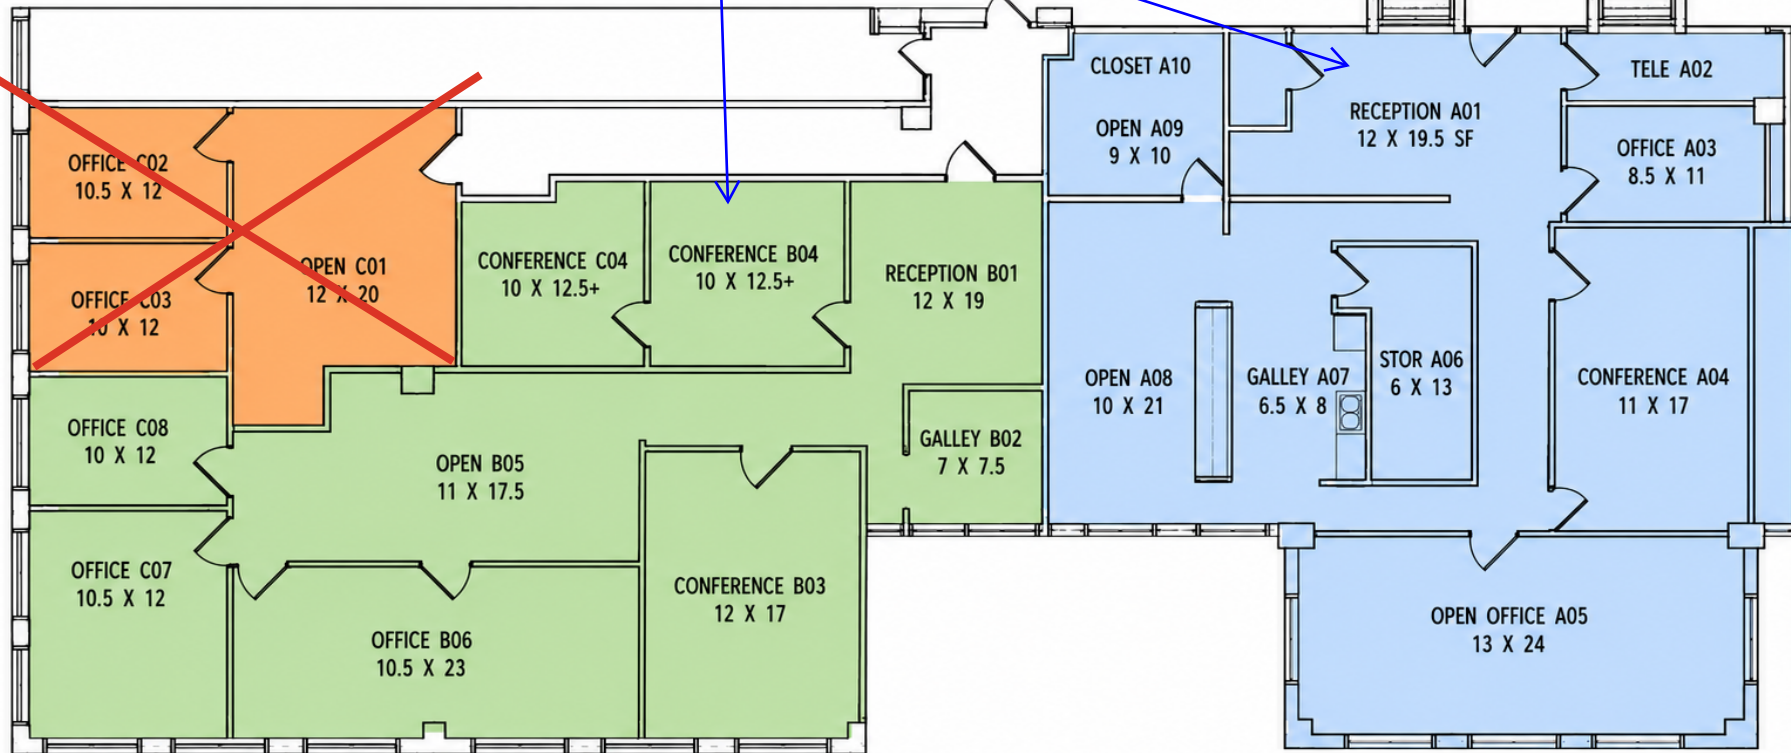 CLOSET A10
OPEN A09
9 X 10
RECEPTION A01
12 X 19.5 SF
TELE A02
OFFICE A03
8.5 X 11
OFFICE C02
10.5 X 12
OFFICE C03
10 X 12
OPEN C01
12 X 20
CONFERENCE C04
10 X 12.5+
CONFERENCE B04
10 X 12.5+
RECEPTION B01
12 X 19
OPEN A08
10 X 21
GALLEY A07
6.5 X 8
STOR A06
6 X 13
CONFERENCE A04
11 X 17
OFFICE C08
10 X 12
OPEN B05
11 X 17.5
GALLEY B02
7 X 7.5
OFFICE C07
10.5 X 12
OFFICE B06
10.5 X 23
CONFERENCE B03
12 X 17
OPEN OFFICE A05
13 X 24